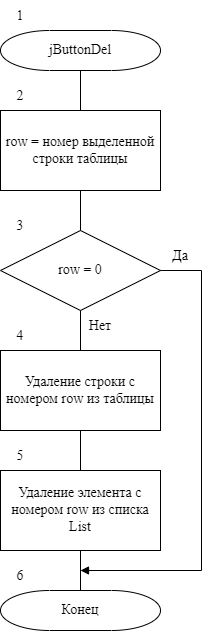 1
jButtonDel
2
row = номер выделенной
строки таблицы
3
row = 0
Да
Нет
4
Удаление строки с
номером row из таблицы
5
Удаление элемента с
номером row из списка
List
6
Конец